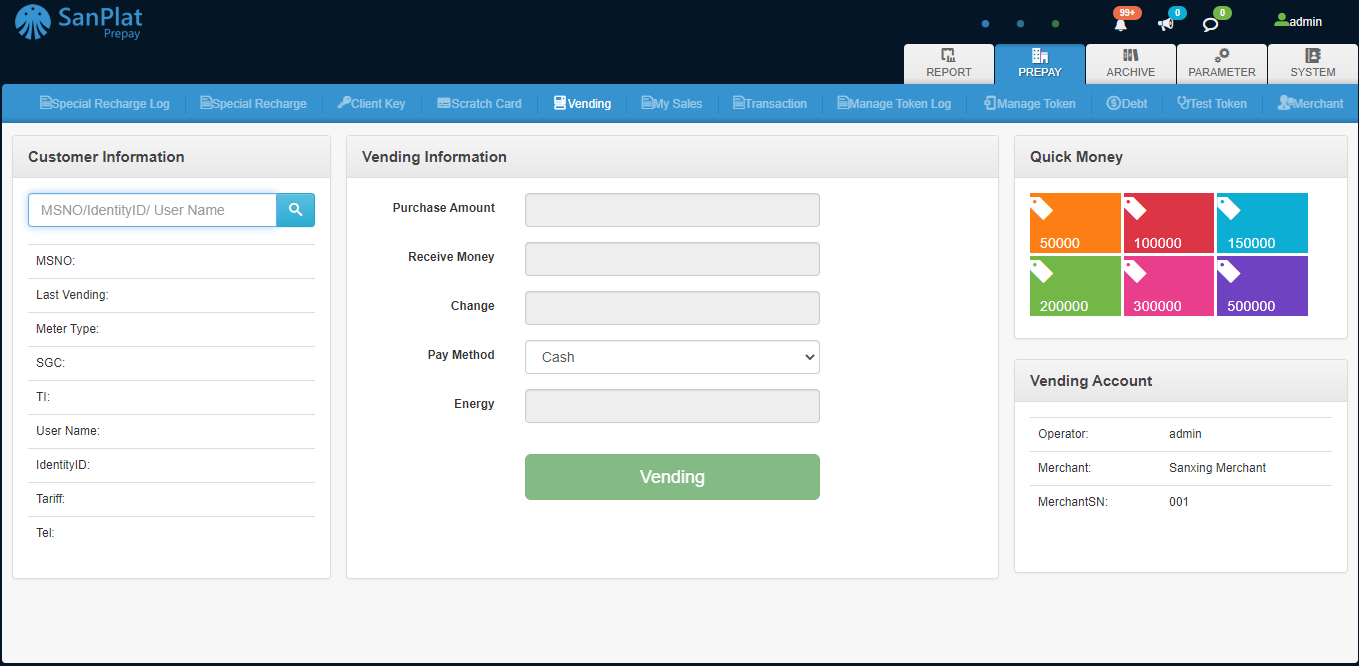 SanPlat
Prepay
99+
0
0
admin
REPORT
PREPAY
ARCHIVE
PARAMETER
SYSTEM
Special Recharge Log
Special Recharge
Client Key
Scratch Card
Vending
My Sales
Transaction
Manage Token Log
Manage Token
Debt
Test Token
Merchant
Customer Information
MSNO/IdentityID/ User Name
MSNO:
Last Vending:
Meter Type:
SGC:
TI:
User Name:
IdentityID:
Tariff:
Tel:
Vending Information
Purchase Amount
Receive Money
Change
Pay Method
Cash
Energy
Vending
Quick Money
50000
100000
150000
200000
300000
500000
Vending Account
Operator: admin
Merchant: Sanxing Merchant
MerchantSN: 001